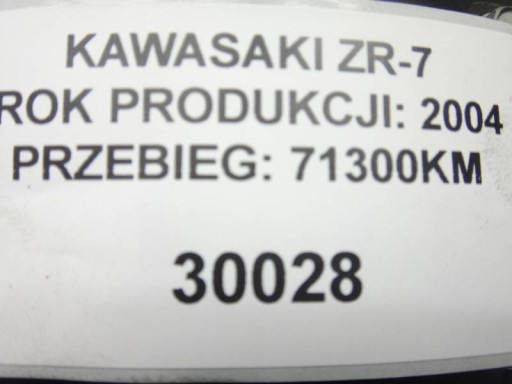 KAWASAKI ZR-7
ROK PRODUKCJI: 2004
PRZEBIEG: 71300KM
30028